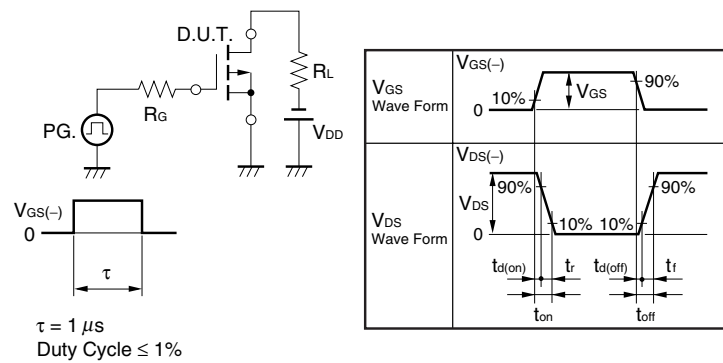 D.U.T.
RL
RG
PG.
VDD
VGS(−)
0
τ
τ = 1 μs
Duty Cycle ≤ 1%
VGS
Wave Form
VGS(−)
10%
VGS
90%
0
VDS
Wave Form
VDS(−)
90%
VDS
10%
10%
90%
0
td(on)
tr
td(off)
tf
ton
toff